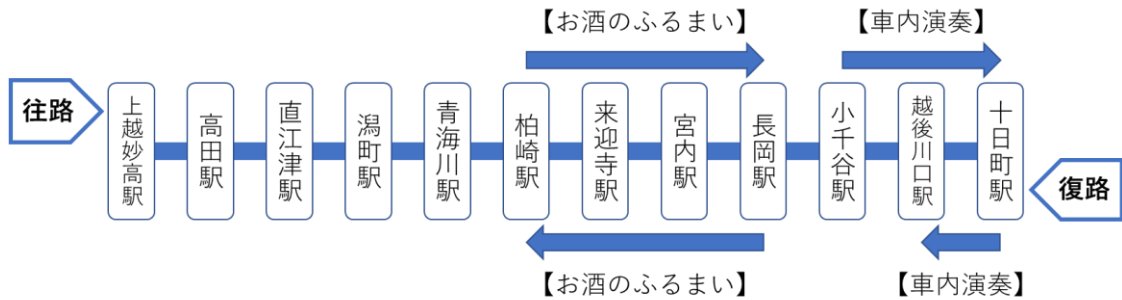 【お酒のふるまい】
【車内演奏】
往路
上越妙高駅
高田駅
直江津駅
潟町駅
青海川駅
柏崎駅
来迎寺駅
宮内駅
長岡駅
小千谷駅
越後川口駅
十日町駅
復路
【お酒のふるまい】
【車内演奏】